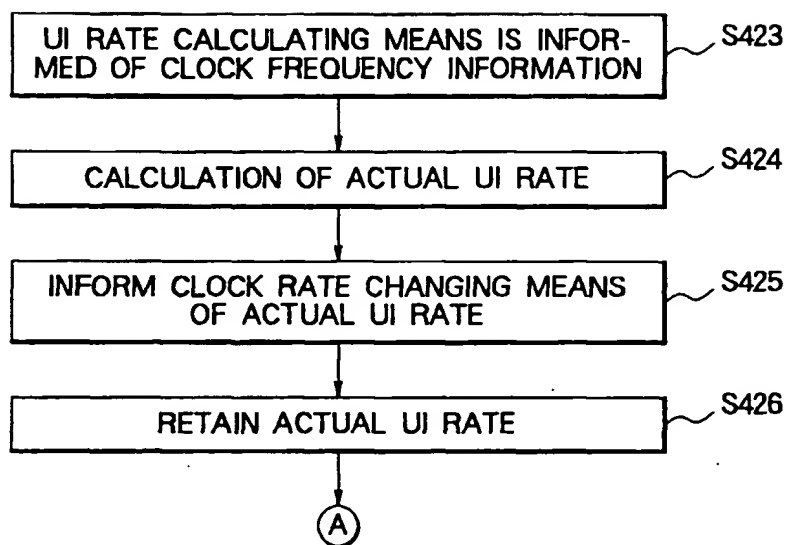 UI RATE CALCULATING MEANS IS INFOR-
MED OF CLOCK FREQUENCY INFORMATION
S423
CALCULATION OF ACTUAL UI RATE
S424
INFORM CLOCK RATE CHANGING MEANS
OF ACTUAL UI RATE
S425
RETAIN ACTUAL UI RATE
S426
A